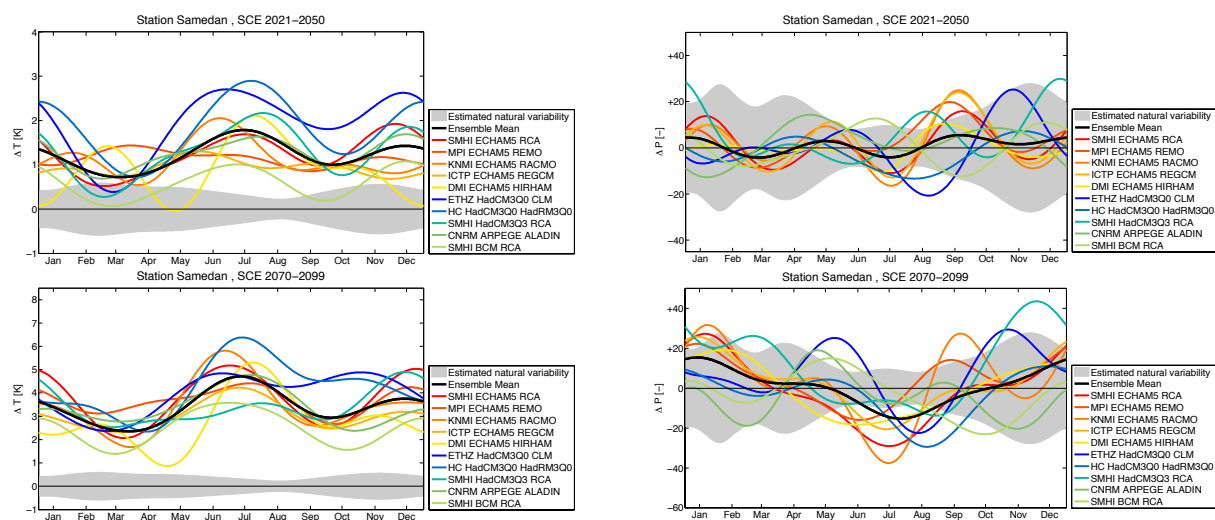 Station Samedan , SCE 2021−2050
4
3
2
1
0
−1
Δ T [K]
Jan Feb Mar Apr May Jun Jul Aug Sep Oct Nov Dec
Estimated natural variability
Ensemble Mean
SMHI ECHAM5 RCA
MPI ECHAM5 REMO
KNMI ECHAM5 RACMO
ICTP ECHAM5 REGCM
DMI ECHAM5 HIRHAM
ETHZ HadCM3Q0 CLM
HC HadCM3Q0 HadRM3Q0
SMHI HadCM3Q3 RCA
CNRM ARPEGE ALADIN
SMHI BCM RCA
Station Samedan , SCE 2021−2050
+40
+20
0
−20
−40
Δ P [−]
Jan Feb Mar Apr May Jun Jul Aug Sep Oct Nov Dec
Estimated natural variability
Ensemble Mean
SMHI ECHAM5 RCA
MPI ECHAM5 REMO
KNMI ECHAM5 RACMO
ICTP ECHAM5 REGCM
DMI ECHAM5 HIRHAM
ETHZ HadCM3Q0 CLM
HC HadCM3Q0 HadRM3Q0
SMHI HadCM3Q3 RCA
CNRM ARPEGE ALADIN
SMHI BCM RCA
Station Samedan , SCE 2070−2099
8
7
6
5
4
3
2
1
0
−1
Δ T [K]
Jan Feb Mar Apr May Jun Jul Aug Sep Oct Nov Dec
Estimated natural variability
Ensemble Mean
SMHI ECHAM5 RCA
MPI ECHAM5 REMO
KNMI ECHAM5 RACMO
ICTP ECHAM5 REGCM
DMI ECHAM5 HIRHAM
ETHZ HadCM3Q0 CLM
HC HadCM3Q0 HadRM3Q0
SMHI HadCM3Q3 RCA
CNRM ARPEGE ALADIN
SMHI BCM RCA
Station Samedan , SCE 2070−2099
+40
+20
0
−20
−40
−60
Δ P [−]
Jan Feb Mar Apr May Jun Jul Aug Sep Oct Nov Dec
Estimated natural variability
Ensemble Mean
SMHI ECHAM5 RCA
MPI ECHAM5 REMO
KNMI ECHAM5 RACMO
ICTP ECHAM5 REGCM
DMI ECHAM5 HIRHAM
ETHZ HadCM3Q0 CLM
HC HadCM3Q0 HadRM3Q0
SMHI HadCM3Q3 RCA
CNRM ARPEGE ALADIN
SMHI BCM RCA